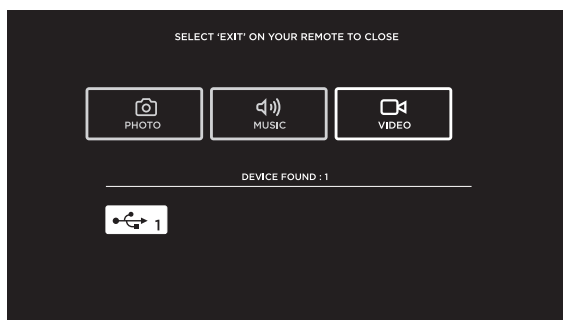 SELECT ‘EXIT’ ON YOUR REMOTE TO CLOSE
PHOTO
MUSIC
VIDEO
DEVICE FOUND : 1
1